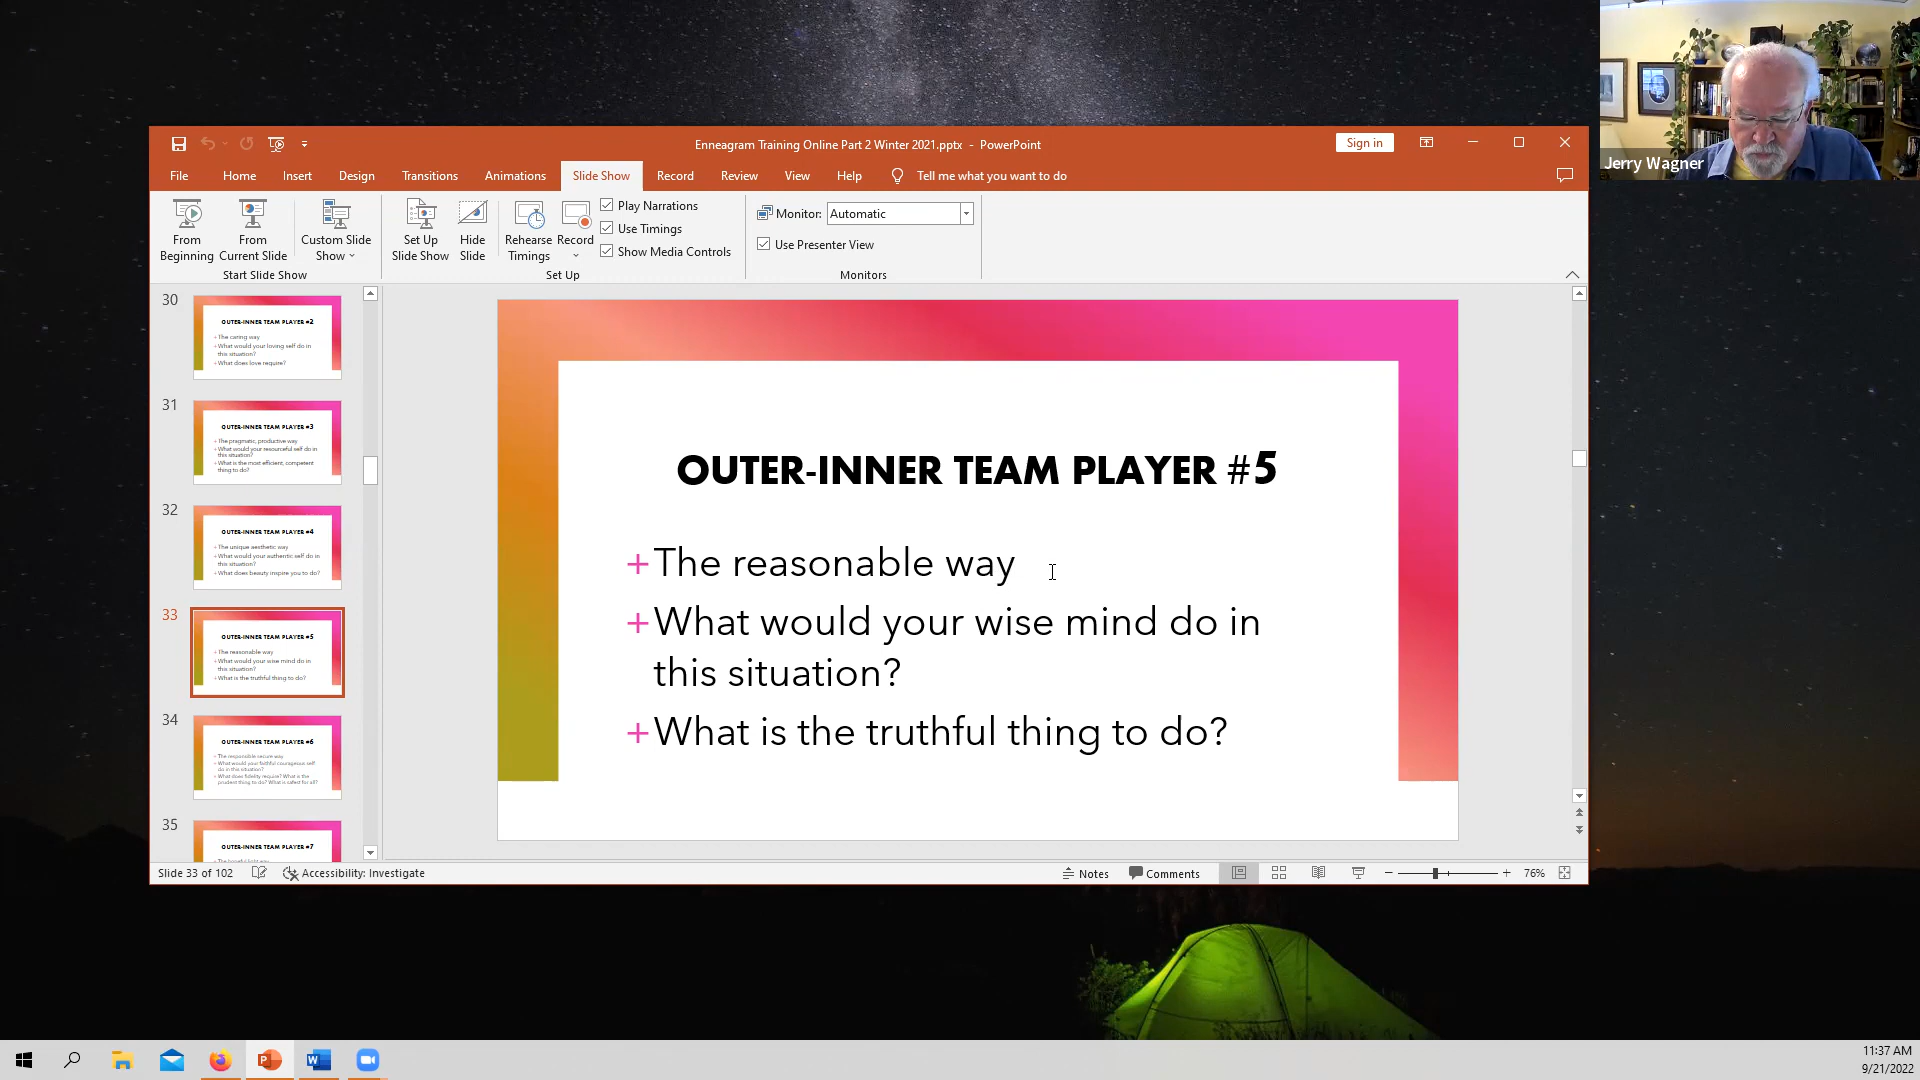 Jerry Wagner
Enneagram Training Online Part 2 Winter 2021.pptx - PowerPoint
Sign in
File Home Insert Design Transitions Animations Slide Show Record Review View Help Tell me what you want to do
From Beginning
From Current Slide
Custom Slide Show
Start Slide Show
Set Up Slide Show
Hide Slide
Rehearse Timings
Record
Play Narrations
Use Timings
Show Media Controls
Set Up
Monitor: Automatic
Use Presenter View
Monitors
30
OUTER-INNER TEAM PLAYER #2
+The caring way
+What would your loving self do in
this situation?
+What does love require?
31
OUTER-INNER TEAM PLAYER #3
+The pragmatic, productive way
+What would your resourceful self do in
this situation?
+What is the most efficient, competent
thing to do?
32
OUTER-INNER TEAM PLAYER #4
+The unique aesthetic way
+What would your authentic self do in
this situation?
+What does beauty inspire you to do?
33
OUTER-INNER TEAM PLAYER #5
+The reasonable way
+What would your wise mind do in
this situation?
+What is the truthful thing to do?
34
OUTER-INNER TEAM PLAYER #6
+The responsible secure way
+What would your faithful courageous self
do in this situation?
+What does fidelity require? What is the
prudent thing to do? What is safest for all?
35
OUTER-INNER TEAM PLAYER #7
OUTER-INNER TEAM PLAYER #5
+The reasonable way
+What would your wise mind do in
this situation?
+What is the truthful thing to do?
Slide 33 of 102
Accessibility: Investigate
Notes
Comments
76%
11:37 AM
9/21/2022